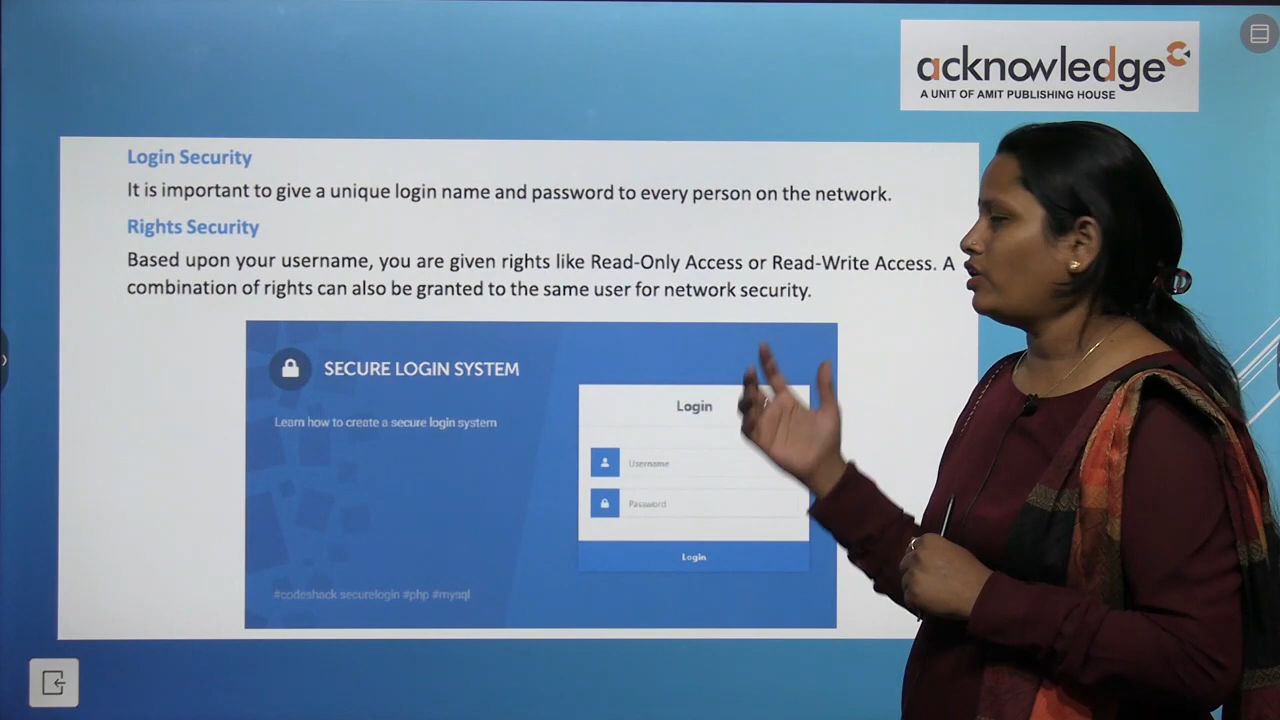 acknowledge
A UNIT OF AMIT PUBLISHING HOUSE
Login Security
It is important to give a unique login name and password to every person on the network.
Rights Security
Based upon your username, you are given rights like Read-Only Access or Read-Write Access. A
combination of rights can also be granted to the same user for network security.
SECURE LOGIN SYSTEM
Learn how to create a secure login system
Login
Username
Password
Login
#codeshack securelogin #php #mysql